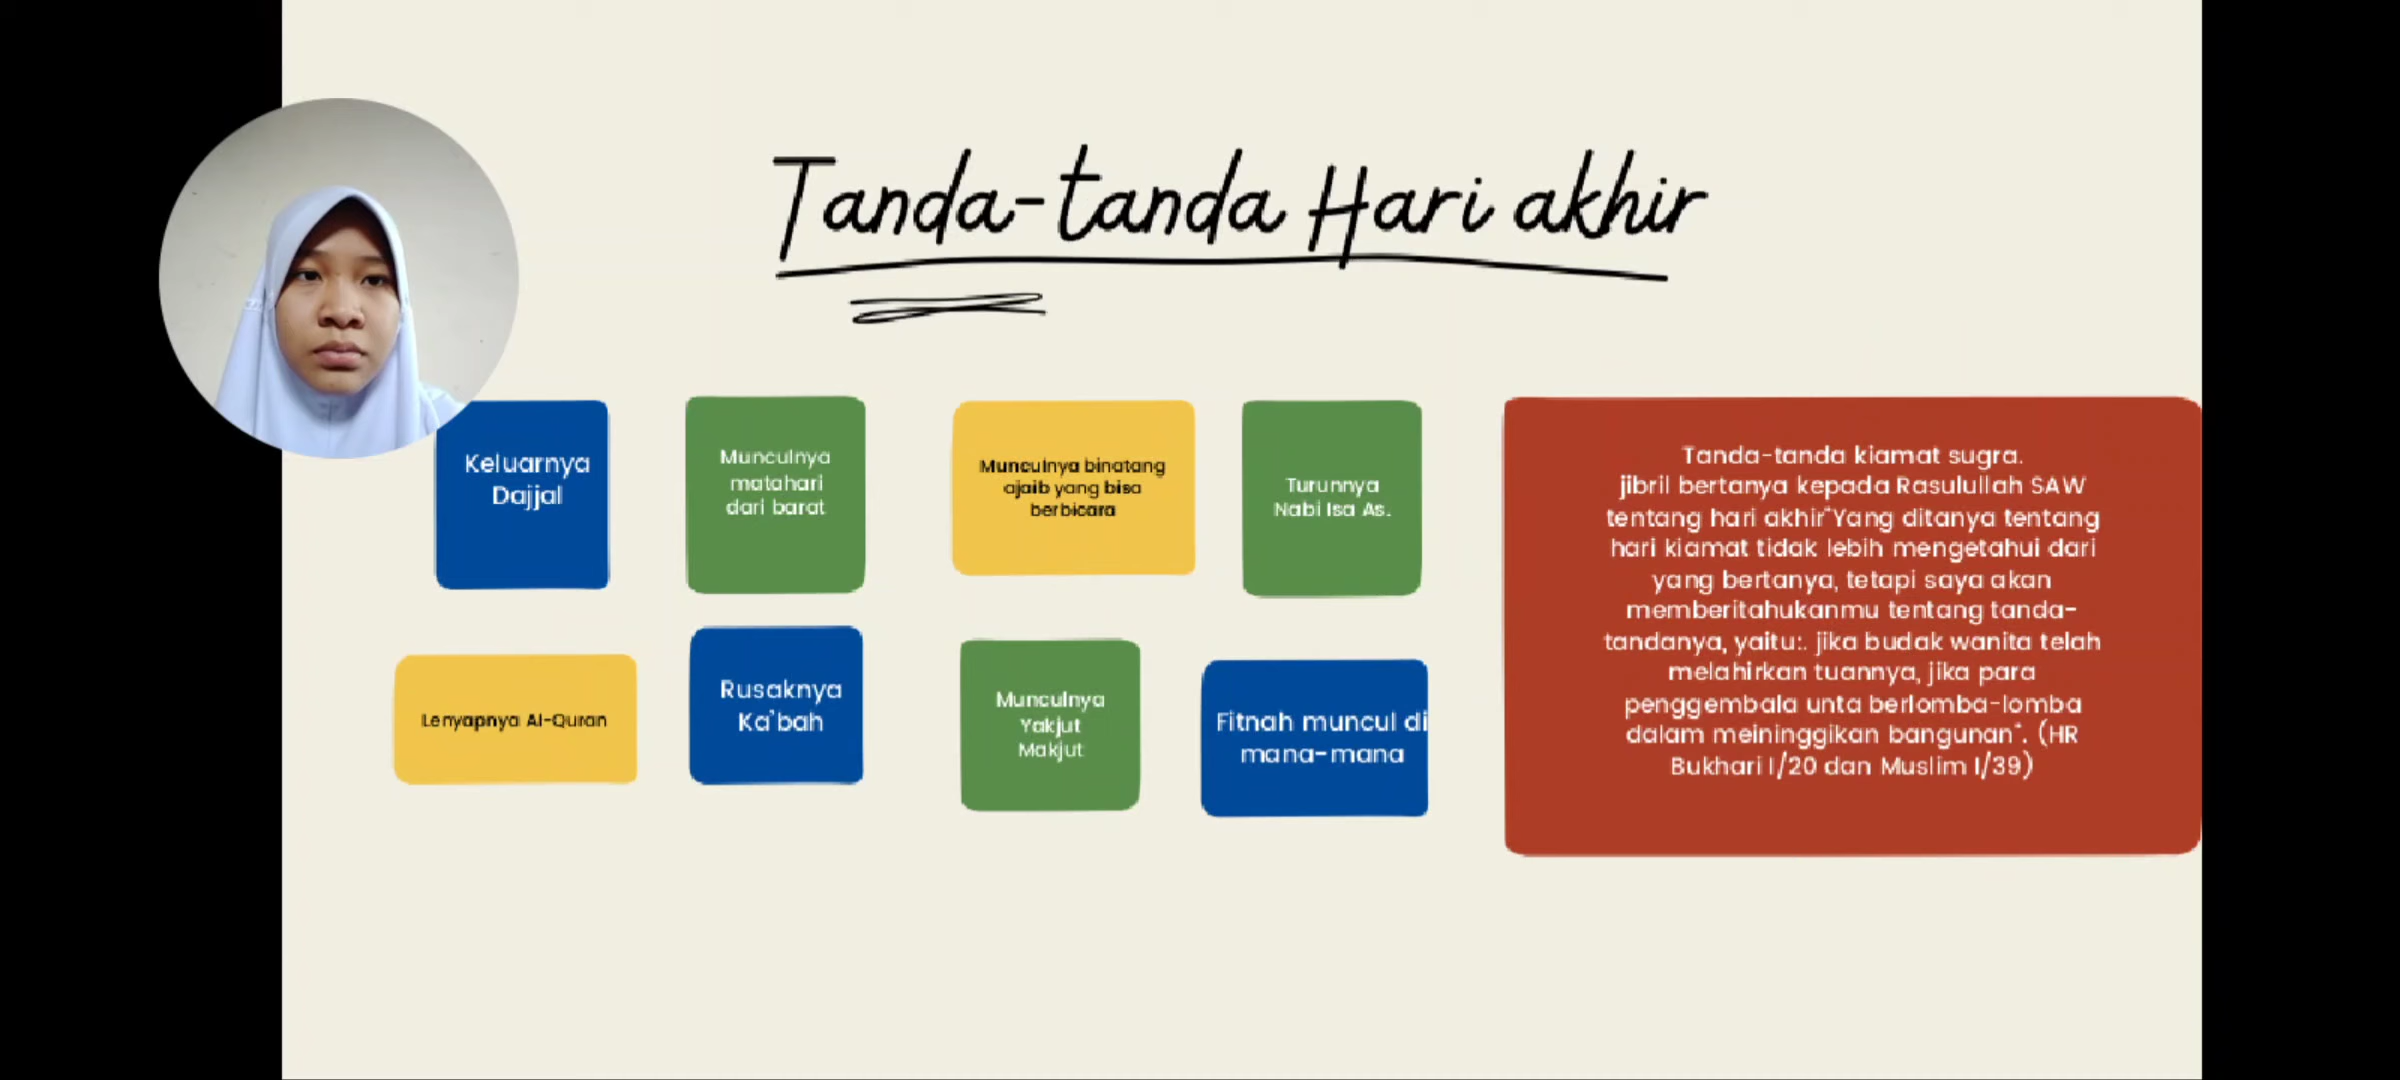 Tanda-tanda Hari akhir
Keluarnya
Dajjal
Munculnya
matahari
dari barat
Munculnya binatang
ajaib yang bisa
berbicara
Turunnya
Nabi Isa As.
Lenyapnya Al-Quran
Rusaknya
Ka'bah
Munculnya
Yakjut
Makjut
Fitnah muncul di
mana-mana
Tanda-tanda kiamat sugra.
jibril bertanya kepada Rasulullah SAW
tentang hari akhir"Yang ditanya tentang
hari kiamat tidak lebih mengetahui dari
yang bertanya, tetapi saya akan
memberitahukanmu tentang tanda-
tandanya, yaitu:. jika budak wanita telah
melahirkan tuannya, jika para
penggembala unta berlomba-lomba
dalam meininggikan bangunan". (HR
Bukhari I/20 dan Muslim I/39)